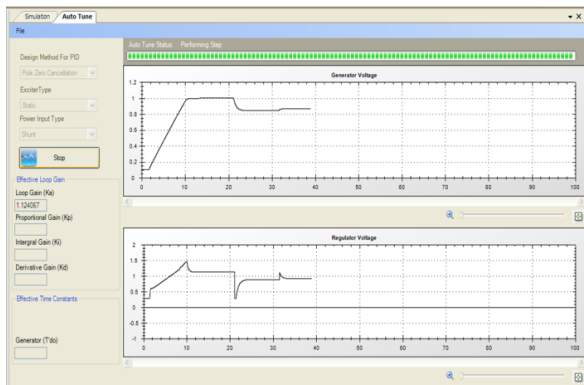 Simulation Auto Tune
File
Auto Tune Status: Performing Step
Design Method For PID
Pole Zero Cancellation
ExciterType
Static
Power Input Type
Shunt
Stop
Effective Loop Gain
Loop Gain (Ka)
1.124067
Proportional Gain (Kp)
Intergral Gain (Ki)
Derivative Gain (Kd)
Effective Time Constants
Generator (T'do)
Generator Voltage
1.2
1
0.8
0.6
0.4
0.2
0
0 10 20 30 40 50 60 70 80 90 100
Regulator Voltage
2
1.5
1
0.5
0
-0.5
-1
0 10 20 30 40 50 60 70 80 90 100